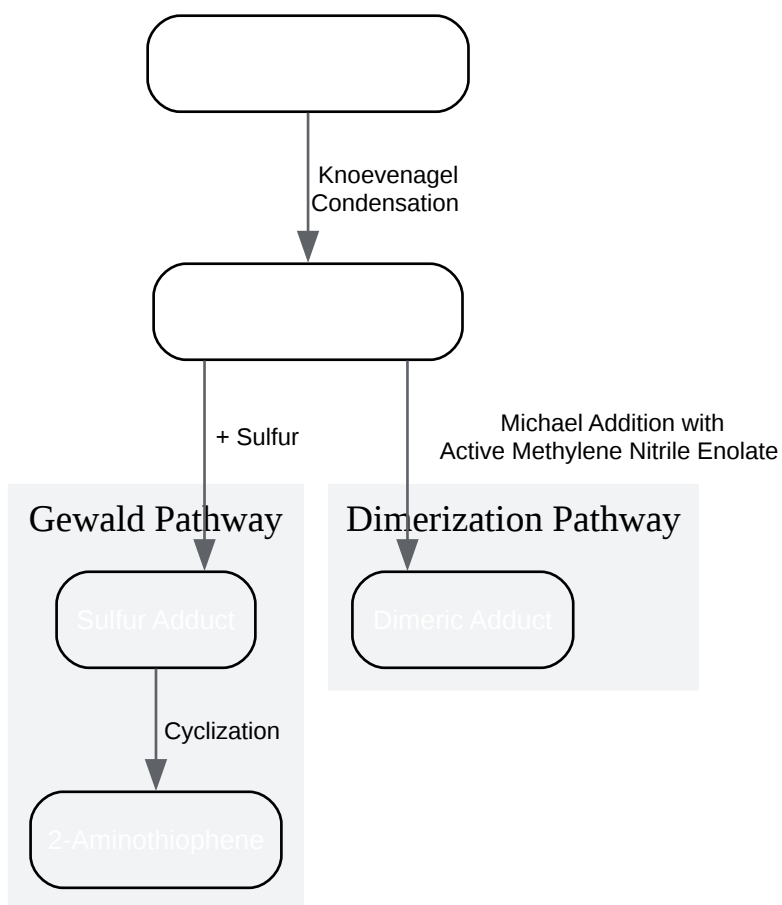 Knoevenagel
Condensation
+ Sulfur
Michael Addition with
Active Methylene Nitrile Enolate
Gewald Pathway
Dimerization Pathway
Sulfur Adduct
Dimeric Adduct
Cyclization
2-Aminothiophene